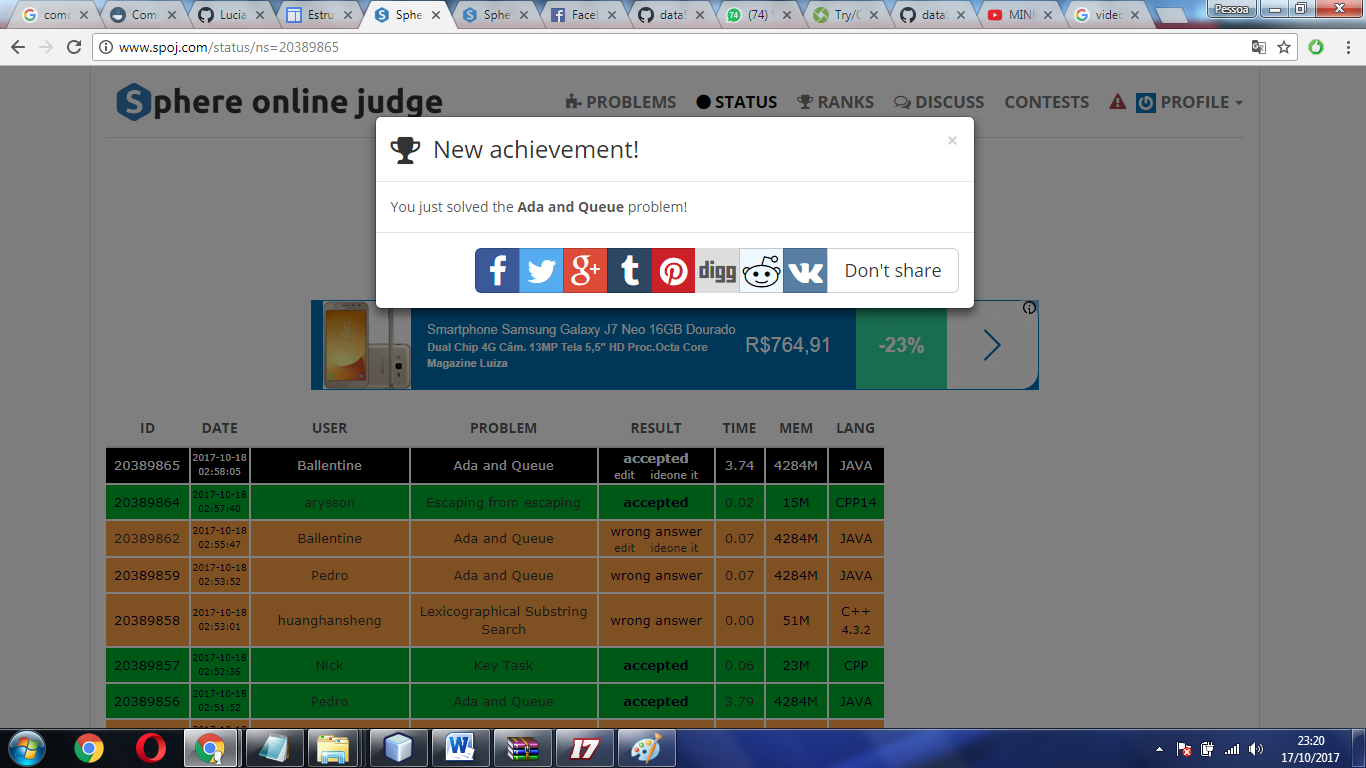 como
Como
Lucia
Estru
Sphe
Sphe
Facel
data
(74)
Try/C
data
MINI
video
Pessoa
www.spoj.com/status/ns=20389865
Sphere online judge
PROBLEMS STATUS RANKS DISCUSS CONTESTS PROFILE
New achievement!
×
You just solved the Ada and Queue problem!
f g+ t digg Don't share
Smartphone Samsung Galaxy J7 Neo 16GB Dourado
Dual Chip 4G Câm. 13MP Tela 5,5" HD Proc.Octa Core
Magazine Luiza
R$764,91
-23%
ID DATE USER PROBLEM RESULT TIME MEM LANG
20389865 2017-10-18 02:58:05 Ballentine Ada and Queue accepted edit ideone it 3.74 4284M JAVA
20389864 2017-10-18 02:57:40 arysson Escaping from escaping accepted 0.02 15M CPP14
20389862 2017-10-18 02:55:47 Ballentine Ada and Queue wrong answer edit ideone it 0.07 4284M JAVA
20389859 2017-10-18 02:53:52 Pedro Ada and Queue wrong answer 0.07 4284M JAVA
20389858 2017-10-18 02:53:01 huanghansheng Lexicographical Substring Search wrong answer 0.00 51M C++ 4.3.2
20389857 2017-10-18 02:52:36 Nick Key Task accepted 0.06 23M CPP
20389856 2017-10-18 02:51:52 Pedro Ada and Queue accepted 3.79 4284M JAVA
17
23:20
17/10/2017